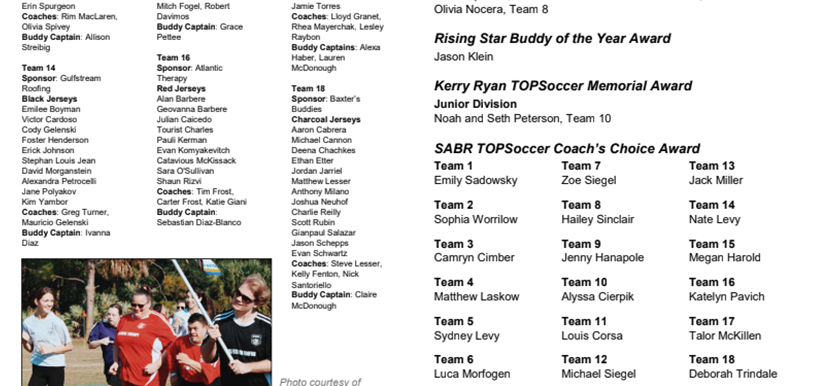 Erin Spurgeon
Coaches: Rim MacLaren,
Olivia Spivey
Buddy Captain: Allison
Streibig
Team 14
Sponsor: Gulfstream
Roofing
Black Jerseys
Emilee Boyman
Victor Cardoso
Cody Gelenski
Foster Henderson
Erick Johnson
Stephan Louis Jean
David Morganstein
Alexandra Petrocelli
Jane Polyakov
Kim Yambor
Coaches: Greg Turner,
Mauricio Gelenski
Buddy Captain: Ivanna
Diaz
Mitch Fogel, Robert
Davimos
Buddy Captain: Grace
Pettee
Team 16
Sponsor: Atlantic
Therapy
Red Jerseys
Alan Barbere
Geovanna Barbere
Julian Caicedo
Tourist Charles
Pauli Kerman
Evan Komyakevitch
Catavious McKissack
Sara O'Sullivan
Shaun Rizvi
Coaches: Tim Frost,
Carter Frost, Katie Giani
Buddy Captain:
Sebastian Diaz-Blanco
Jamie Torres
Coaches: Lloyd Granet,
Rhea Mayerchak, Lesley
Raybon
Buddy Captains: Alexa
Haber, Lauren
McDonough
Team 18
Sponsor: Baxter's
Buddies
Charcoal Jerseys
Aaron Cabrera
Michael Cannon
Deena Chachkes
Ethan Etter
Jordan Jarriel
Matthew Lesser
Anthony Milano
Joshua Neuhof
Charlie Reilly
Scott Rubin
Gianpaul Salazar
Jason Schepps
Evan Schwartz
Coaches: Steve Lesser,
Kelly Fenton, Nick
Santoriello
Buddy Captain: Claire
McDonough
Photo courtesy of
Olivia Nocera, Team 8
Rising Star Buddy of the Year Award
Jason Klein
Kerry Ryan TOPSoccer Memorial Award
Junior Division
Noah and Seth Peterson, Team 10
SABR TOPSoccer Coach's Choice Award
Team 1 Team 7 Team 13
Emily Sadowsky Zoe Siegel Jack Miller
Team 2 Team 8 Team 14
Sophia Worrilow Hailey Sinclair Nate Levy
Team 3 Team 9 Team 15
Camryn Cimber Jenny Hanapole Megan Harold
Team 4 Team 10 Team 16
Matthew Laskow Alyssa Cierpik Katelyn Pavich
Team 5 Team 11 Team 17
Sydney Levy Louis Corsa Talor McKillen
Team 6 Team 12 Team 18
Luca Morfogen Michael Siegel Deborah Trindale